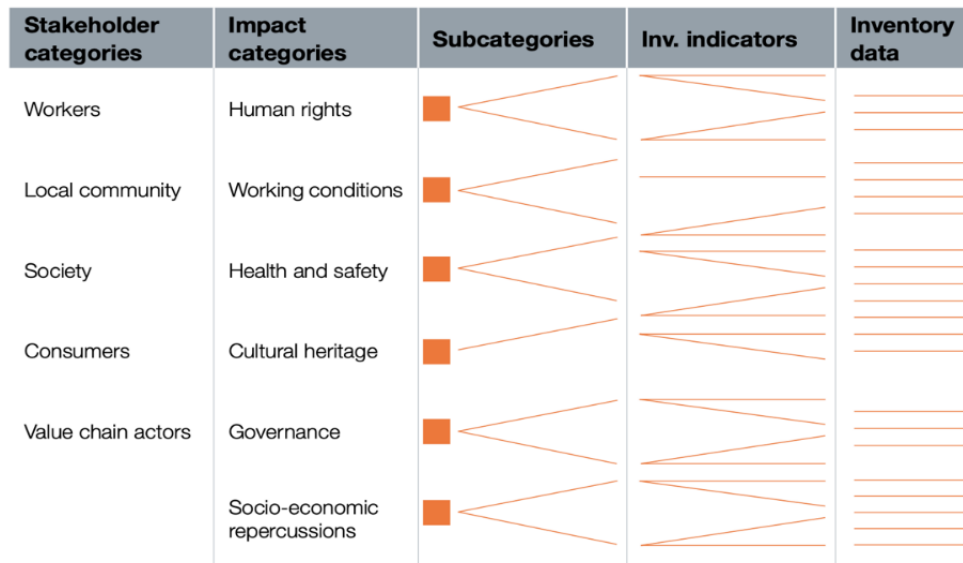 Stakeholder categories
Impact categories
Subcategories
Inv. indicators
Inventory data
Workers
Human rights
Local community
Working conditions
Society
Health and safety
Consumers
Cultural heritage
Value chain actors
Governance
Socio-economic
repercussions